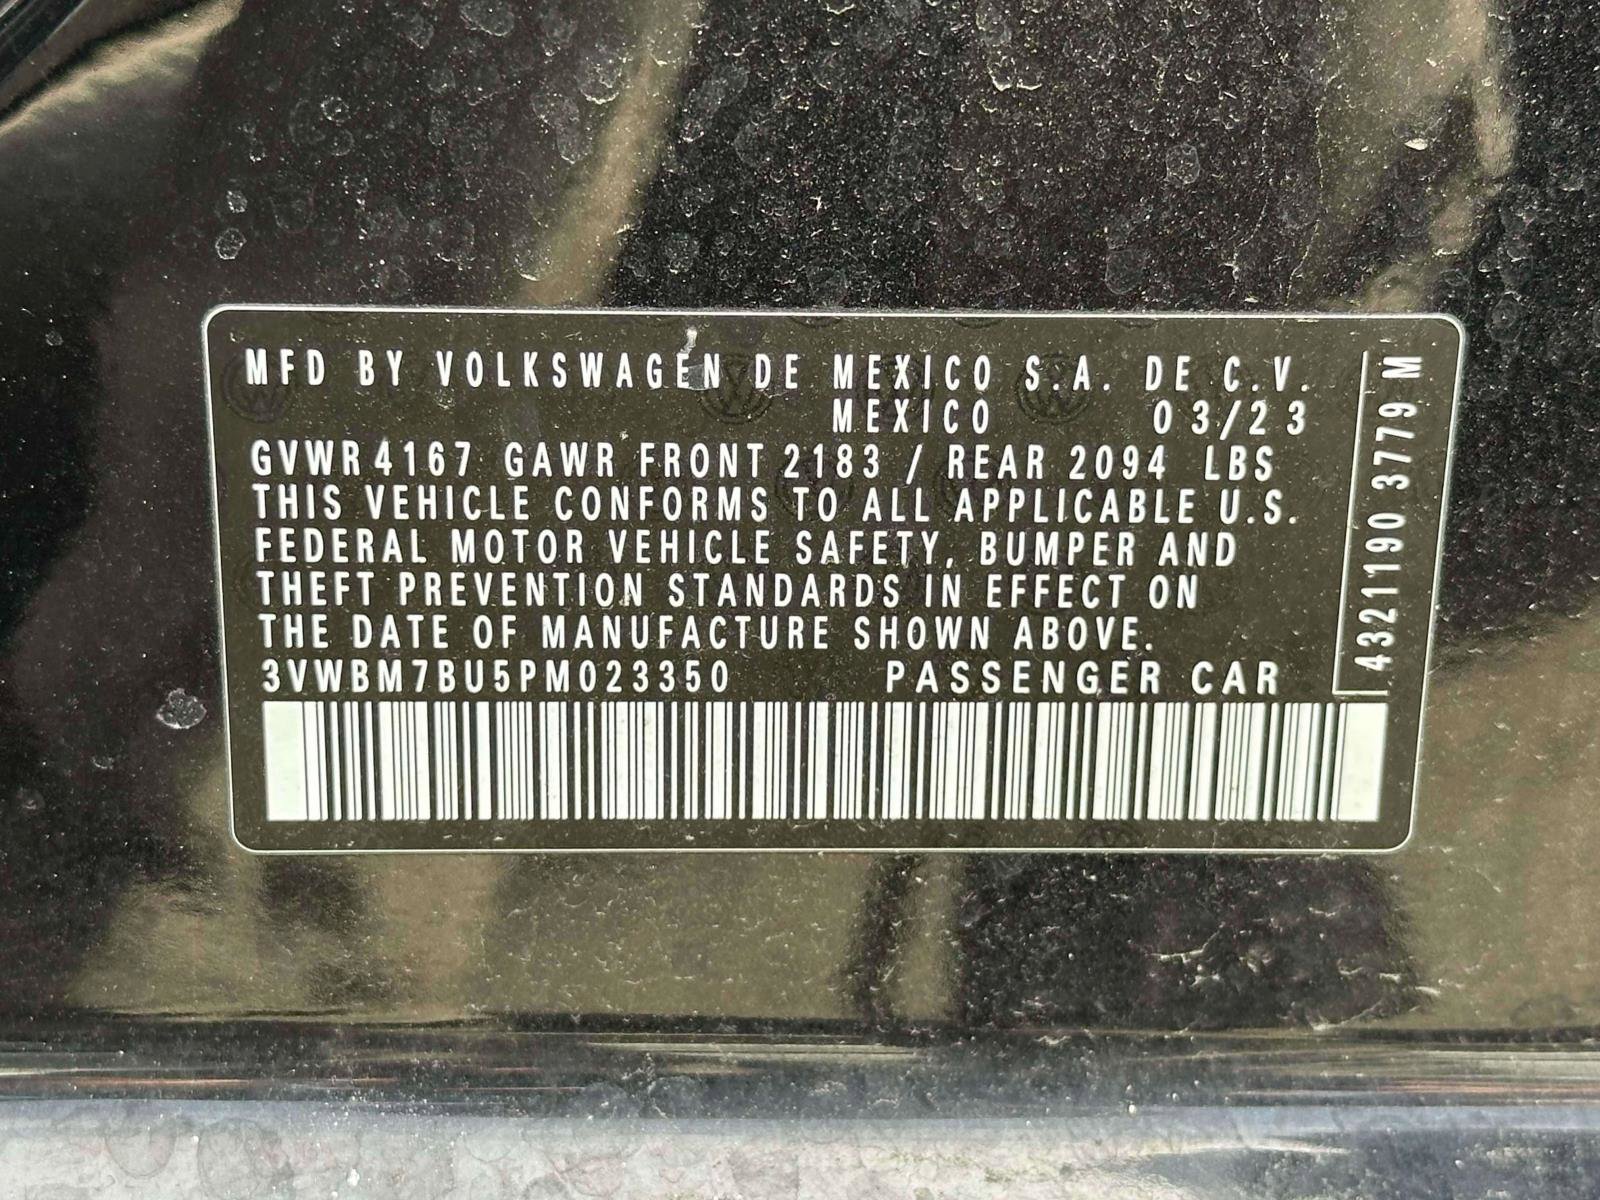 MFD BY VOLKSWAGEN DE MEXICO S.A. DE C.V.
MEXICO 03/23
GVWR 4167 GAWR FRONT 2183 / REAR 2094 LBS
THIS VEHICLE CONFORMS TO ALL APPLICABLE U.S.
FEDERAL MOTOR VEHICLE SAFETY, BUMPER AND
THEFT PREVENTION STANDARDS IN EFFECT ON
THE DATE OF MANUFACTURE SHOWN ABOVE.
3VWBM7BU5PM023350 PASSENGER CAR
4321190 3779 M